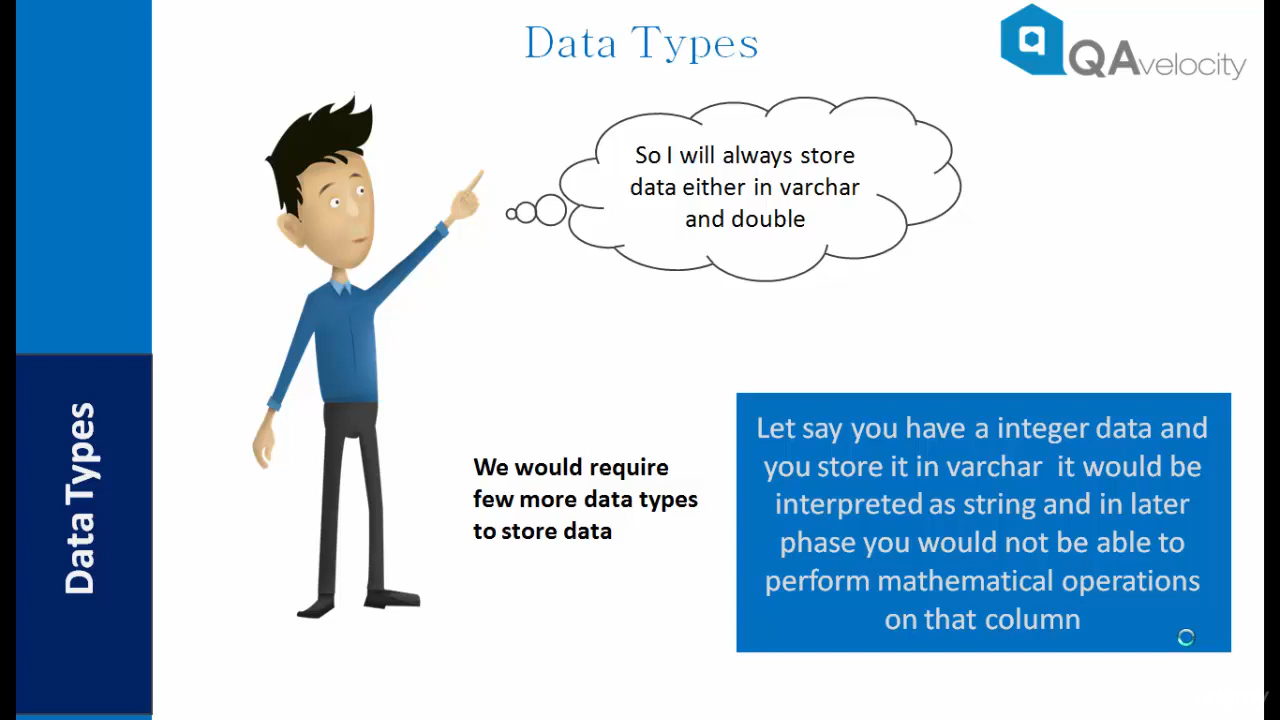 Data Types
QAvelocity
So I will always store
data either in varchar
and double
We would require
few more data types
to store data
Let say you have a integer data and
you store it in varchar it would be
interpreted as string and in later
phase you would not be able to
perform mathematical operations
on that column
Data Types